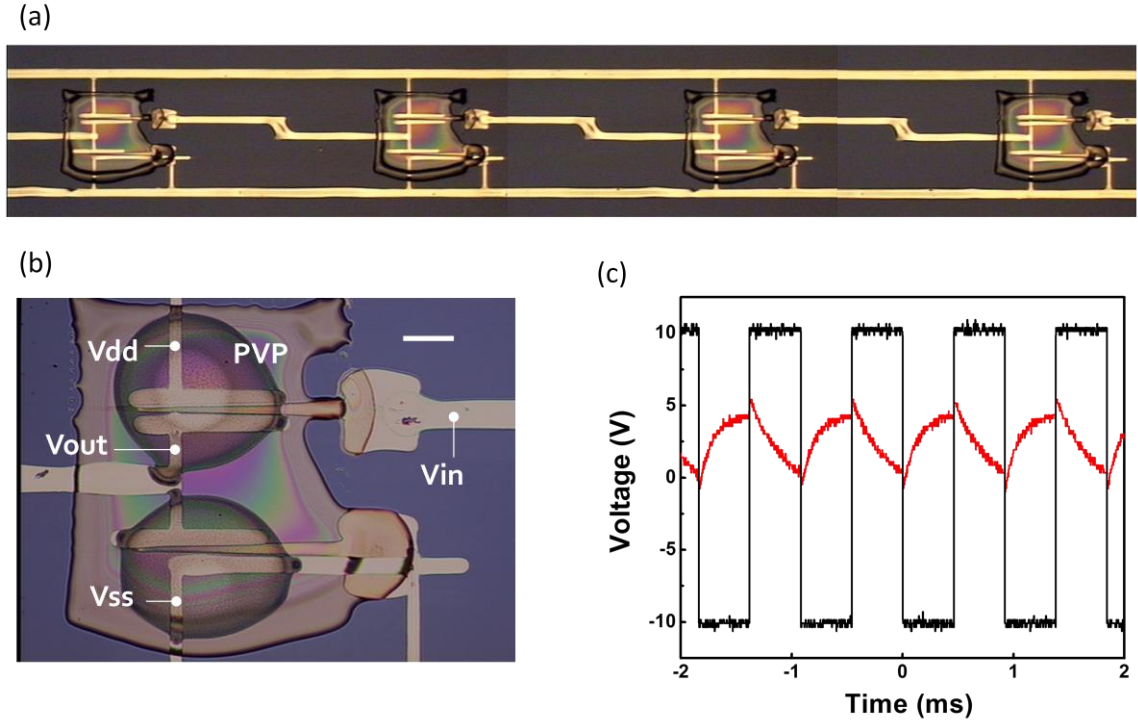 (a)
(b)
(c)
Vdd
PVP
Vout
Vin
Vss
Voltage (V)
10
5
0
-5
-10
-2
-1
0
1
2
Time (ms)